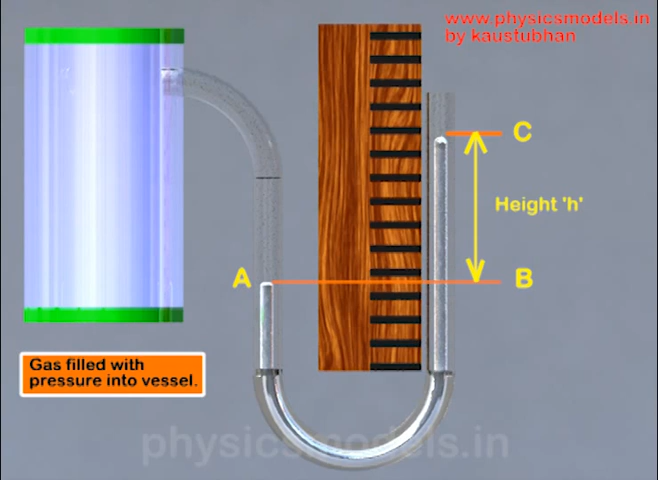 www.physicsmodels.in
by kaustubhan
C
Height 'h'
A
B
Gas filled with
pressure into vessel.
physicsmodels.in